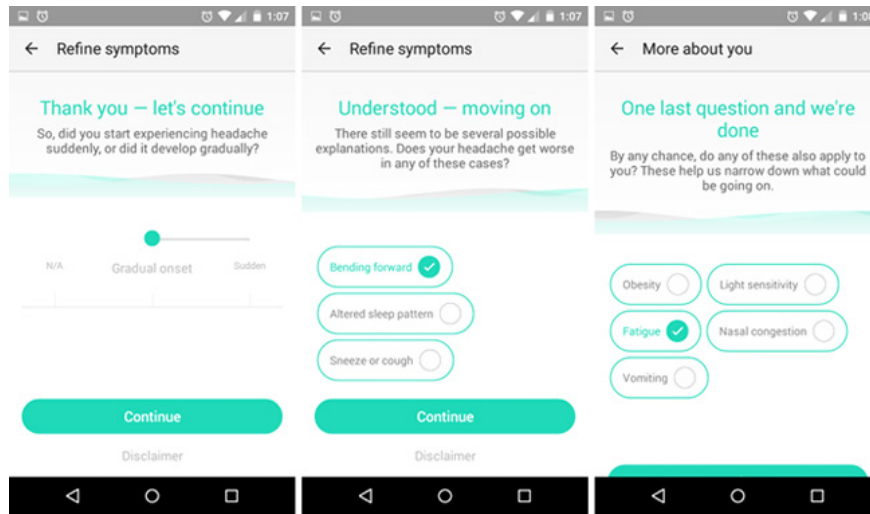 1:07
Refine symptoms
Thank you — let's continue
So, did you start experiencing headache
suddenly, or did it develop gradually?
N/A
Gradual onset
Sudden
Continue
Disclaimer
1:07
Refine symptoms
Understood — moving on
There still seem to be several possible
explanations. Does your headache get worse
in any of these cases?
Bending forward
Altered sleep pattern
Sneeze or cough
Continue
Disclaimer
More about you
One last question and we're
done
By any chance, do any of these also apply to
you? These help us narrow down what could
be going on.
Obesity
Light sensitivity
Fatigue
Nasal congestion
Vomiting